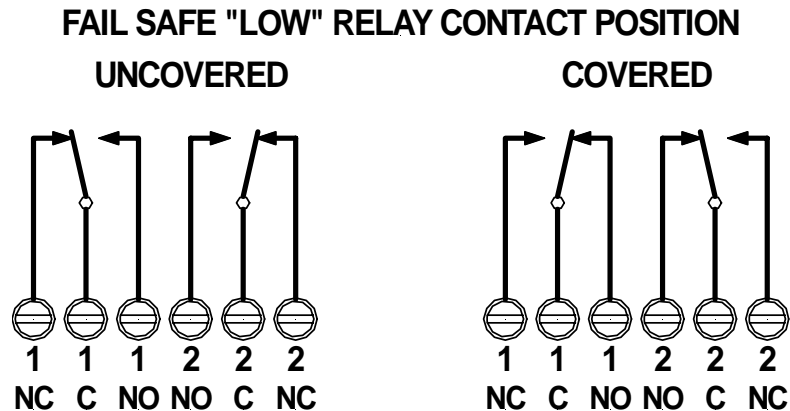 FAIL SAFE "LOW" RELAY CONTACT POSITION
UNCOVERED COVERED
1 1 1 2 2 2 1 1 1 2 2 2
NC C NO NO C NC NC C NO NO C NC